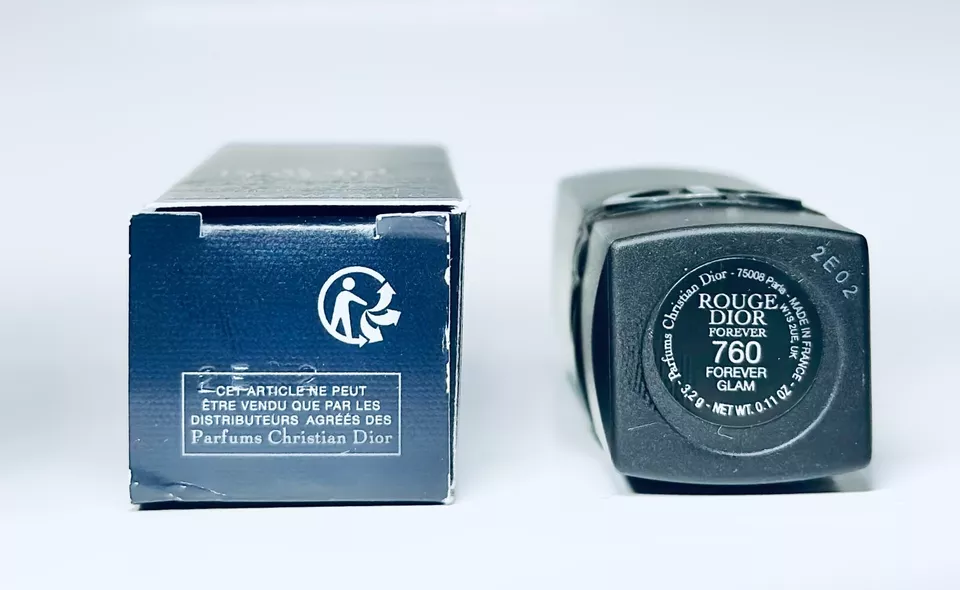 CET ARTICLE NE PEUT
ÊTRE VENDU QUE PAR LES
DISTRIBUTEURS AGRÉÉS DES
Parfums Christian Dior
2E02
Parfums Christian Dior - 75008 Paris - MADE IN FRANCE
W1S 2UE, UK
ROUGE
DIOR
FOREVER
760
FOREVER
GLAM
3,2 g - NET WT. 0.11 OZ -